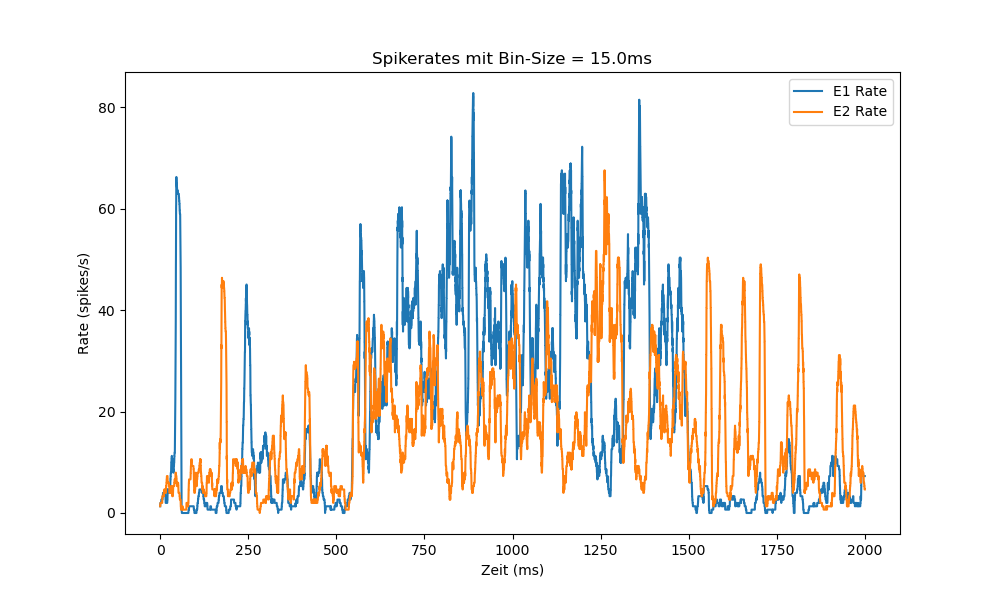 Spikerates mit Bin-Size = 15.0ms
E1 Rate
E2 Rate
80
60
40
20
0
Rate (spikes/s)
0 250 500 750 1000 1250 1500 1750 2000
Zeit (ms)